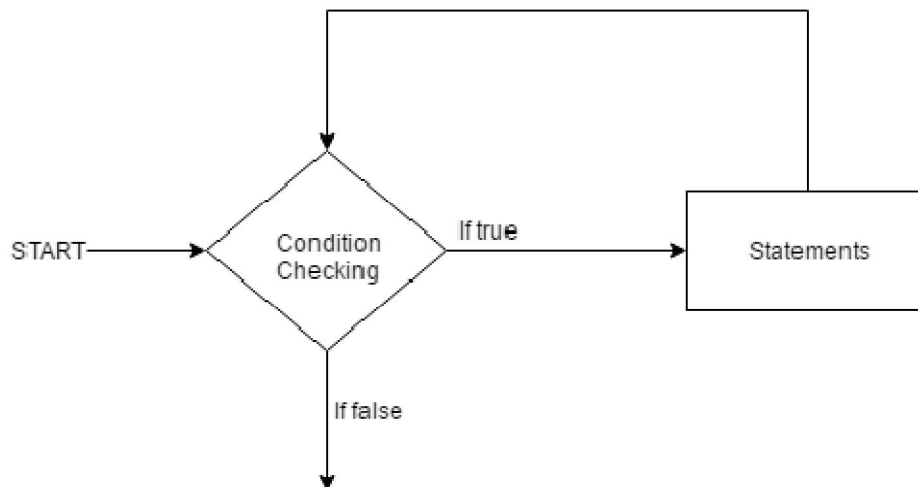 START
Condition
Checking
If true
Statements
If false